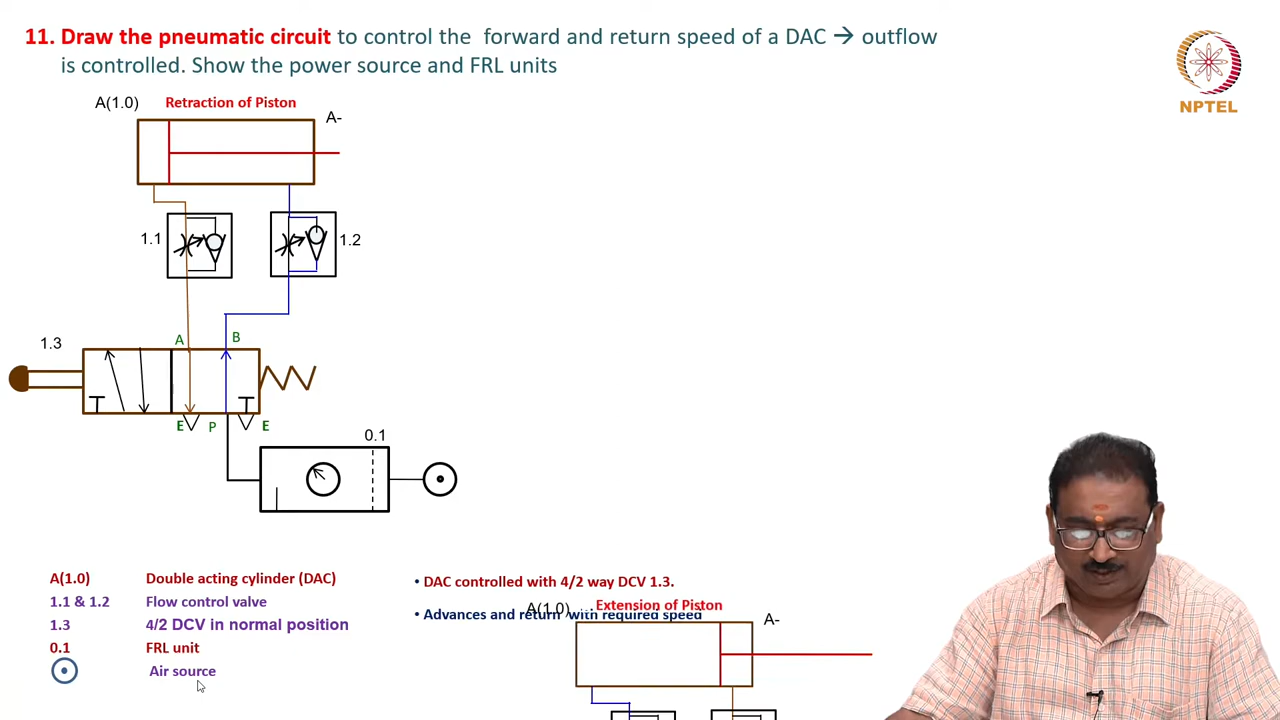 11. Draw the pneumatic circuit to control the forward and return speed of a DAC → outflow
is controlled. Show the power source and FRL units
NPTEL
A(1.0) Retraction of Piston
A-
1.1
1.2
1.3
A B
E P E
0.1
A(1.0) Double acting cylinder (DAC)
1.1 & 1.2 Flow control valve
1.3 4/2 DCV in normal position
0.1 FRL unit
Air source
• DAC controlled with 4/2 way DCV 1.3.
• Advances and return with required speed
A(1.0) Extension of Piston
A-